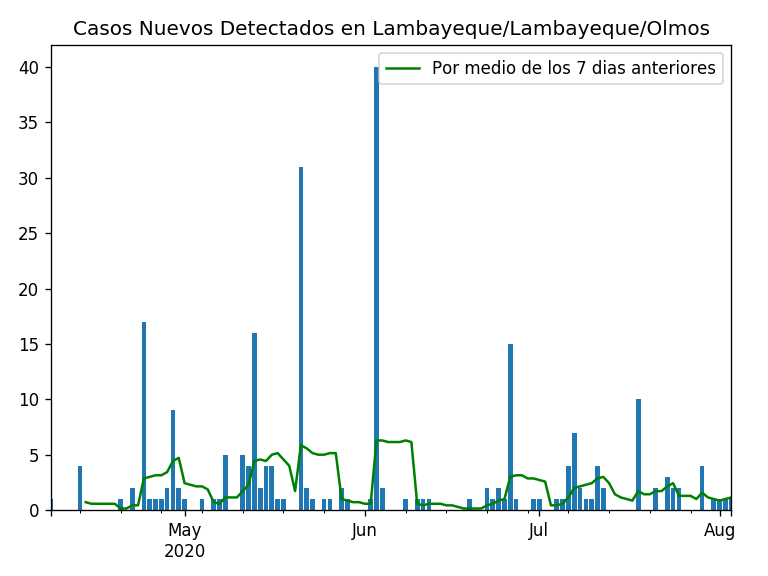 Casos Nuevos Detectados en Lambayeque/Lambayeque/Olmos
Por medio de los 7 dias anteriores
40
35
30
25
20
15
10
5
0
May
2020
Jun
Jul
Aug